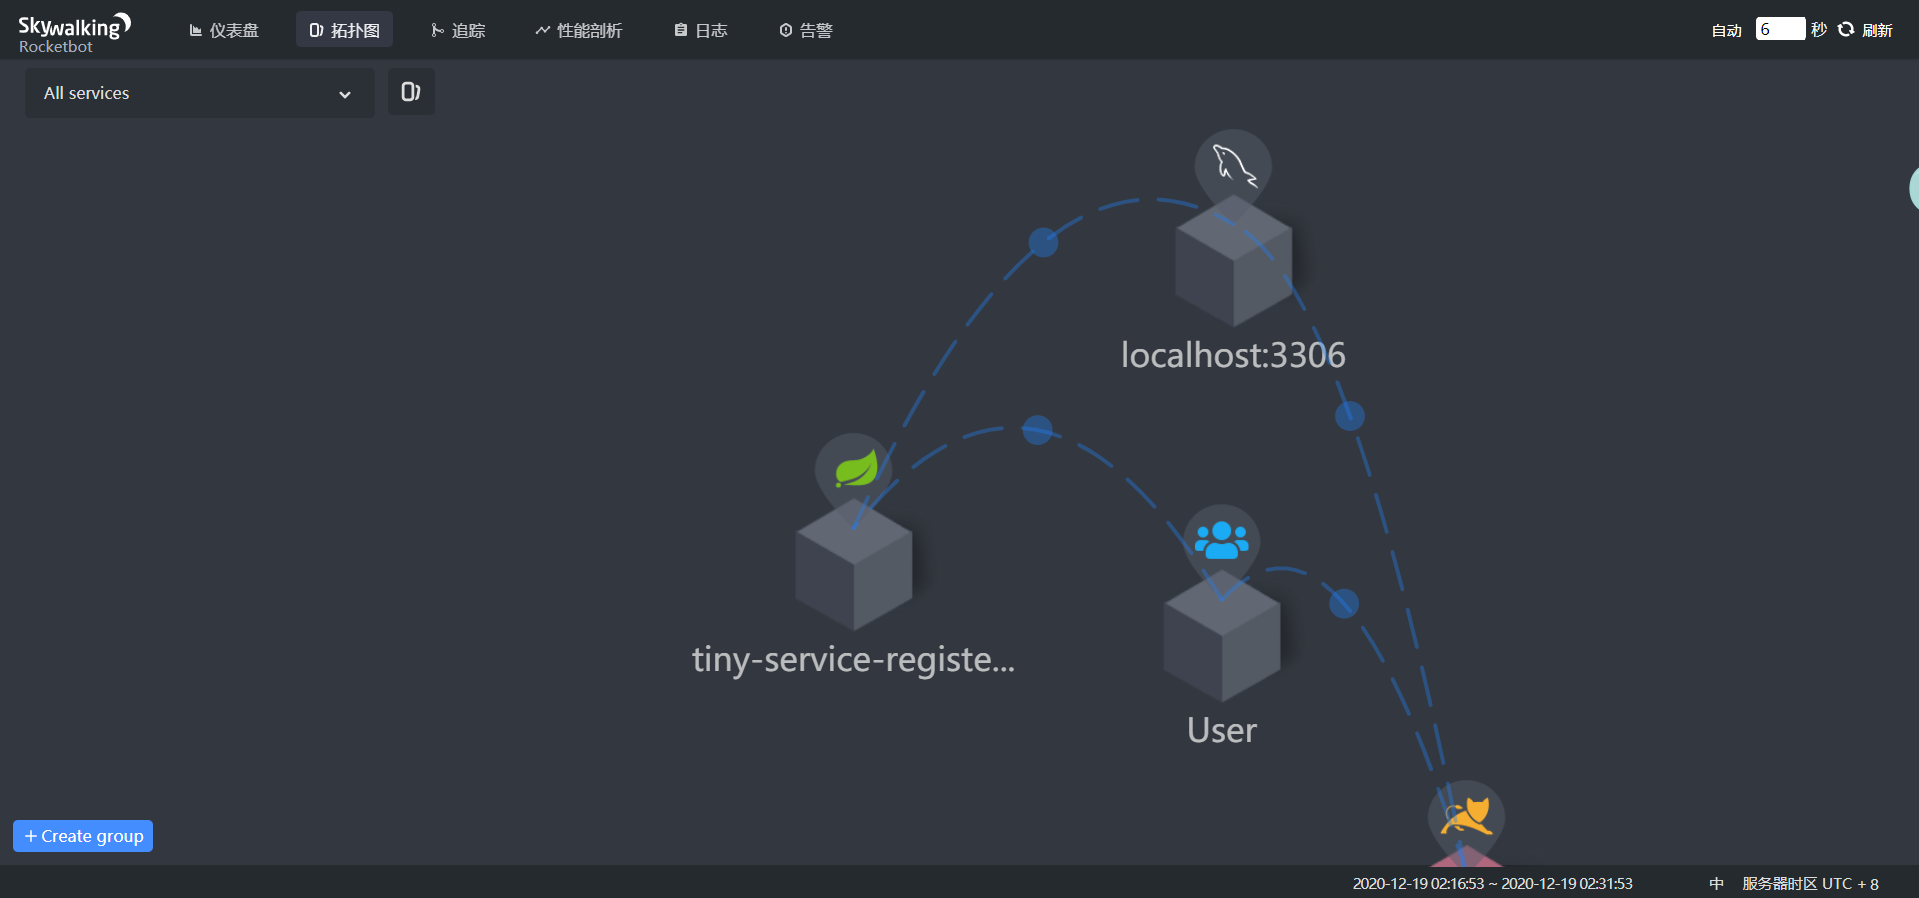 Skywalking
Rocketbot
仪表盘
拓扑图
追踪
性能剖析
日志
告警
自动 6 秒 刷新
All services
localhost:3306
tiny-service-registe...
User
+ Create group
2020-12-19 02:16:53 ~ 2020-12-19 02:31:53
中
服务器时区 UTC + 8